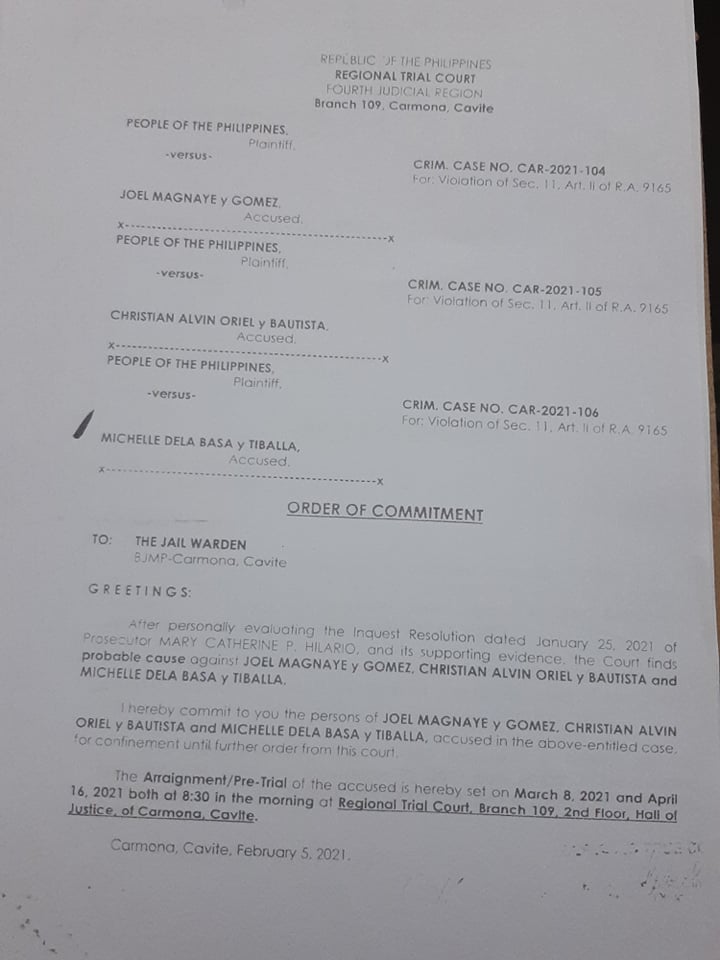 REPUBLIC OF THE PHILIPPINES
REGIONAL TRIAL COURT
FOURTH JUDICIAL REGION
Branch 109, Carmona, Cavite
PEOPLE OF THE PHILIPPINES,
Plaintiff,
-versus-
CRIM. CASE NO. CAR-2021-104
For: Violation of Sec. 11, Art. II of R.A. 9165
JOEL MAGNAYE y GOMEZ,
Accused.
x----------------------------------------x
PEOPLE OF THE PHILIPPINES,
Plaintiff,
-versus-
CRIM. CASE NO. CAR-2021-105
For: Violation of Sec. 11, Art. II of R.A. 9165
CHRISTIAN ALVIN ORIEL y BAUTISTA,
Accused.
x----------------------------------------x
PEOPLE OF THE PHILIPPINES,
Plaintiff,
-versus-
CRIM. CASE NO. CAR-2021-106
For: Violation of Sec. 11, Art. II of R.A. 9165
MICHELLE DELA BASA y TIBALLA,
Accused.
x----------------------------------------x
ORDER OF COMMITMENT
TO: THE JAIL WARDEN
BJMP-Carmona, Cavite
G R E E T I N G S:
After personally evaluating the Inquest Resolution dated January 25, 2021 of
Prosecutor MARY CATHERINE P. HILARIO, and its supporting evidence, the Court finds
probable cause against JOEL MAGNAYE y GOMEZ, CHRISTIAN ALVIN ORIEL y BAUTISTA and
MICHELLE DELA BASA y TIBALLA.
I hereby commit to you the persons of JOEL MAGNAYE y GOMEZ, CHRISTIAN ALVIN
ORIEL y BAUTISTA and MICHELLE DELA BASA y TIBALLA, accused in the above-entitled case,
for confinement until further order from this court.
The Arraignment/Pre-Trial of the accused is hereby set on March 8, 2021 and April
16, 2021 both at 8:30 in the morning at Regional Trial Court, Branch 109, 2nd Floor, Hall of
Justice, of Carmona, Cavite.
Carmona, Cavite, February 5, 2021.